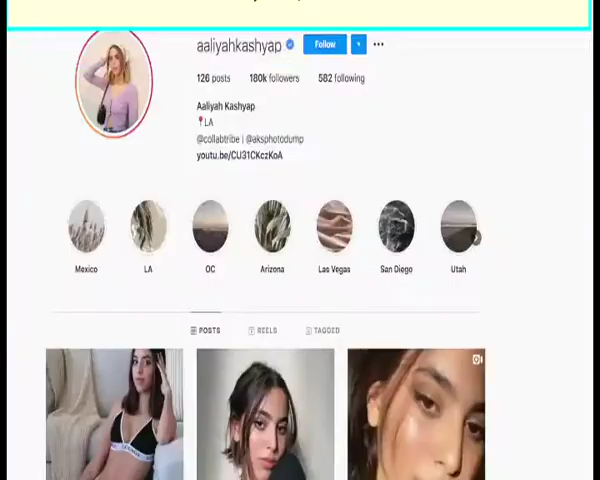 aaliyahkashyap Follow
126 posts 180k followers 582 following
Aaliyah Kashyap
LA
@collabtribe | @aksphotodump
youtu.be/CU31CKczKoA
Mexico LA OC Arizona Las Vegas San Diego Utah
POSTS REELS TAGGED